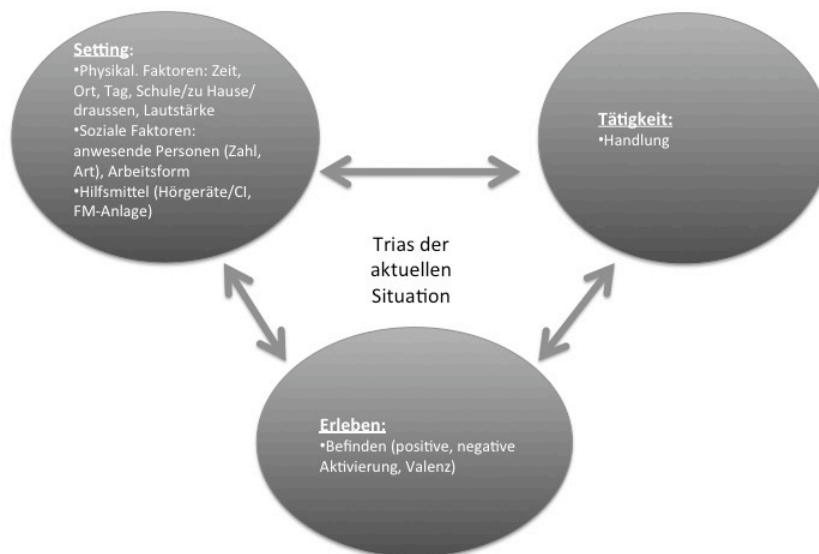 Setting:
•Physikal. Faktoren: Zeit,
Ort, Tag, Schule/zu Hause/
draussen, Lautstärke
•Soziale Faktoren:
anwesende Personen (Zahl,
Art), Arbeitsform
•Hilfsmittel (Hörgeräte/CI,
FM-Anlage)
Tätigkeit:
•Handlung
Trias der
aktuellen
Situation
Erleben:
•Befinden (positive, negative
Aktivierung, Valenz)